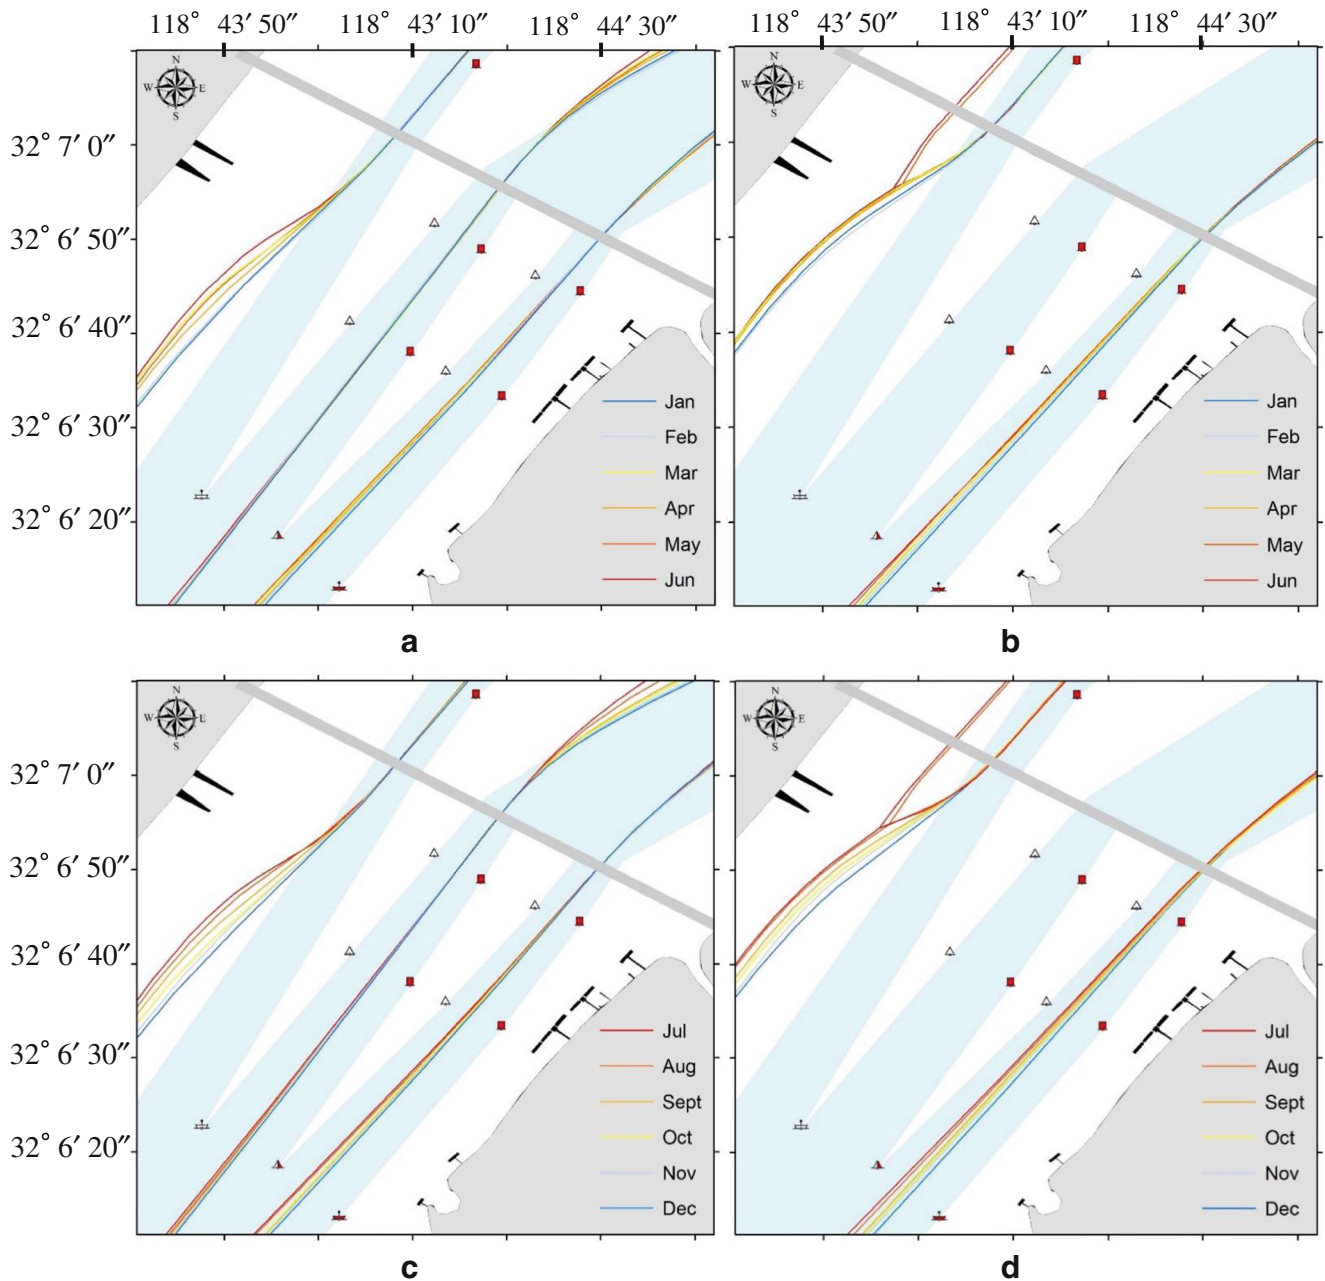 118° 43′ 50″ 118° 43′ 10″ 118° 44′ 30″ 118° 43′ 50″ 118° 43′ 10″ 118° 44′ 30″
N
W E
S
32° 7′ 0″
32° 6′ 50″
32° 6′ 40″
32° 6′ 30″
32° 6′ 20″
Jan
Feb
Mar
Apr
May
Jun
a
N
W E
S
Jan
Feb
Mar
Apr
May
Jun
b
N
W E
S
32° 7′ 0″
32° 6′ 50″
32° 6′ 40″
32° 6′ 30″
32° 6′ 20″
Jul
Aug
Sept
Oct
Nov
Dec
c
N
W E
S
Jul
Aug
Sept
Oct
Nov
Dec
d